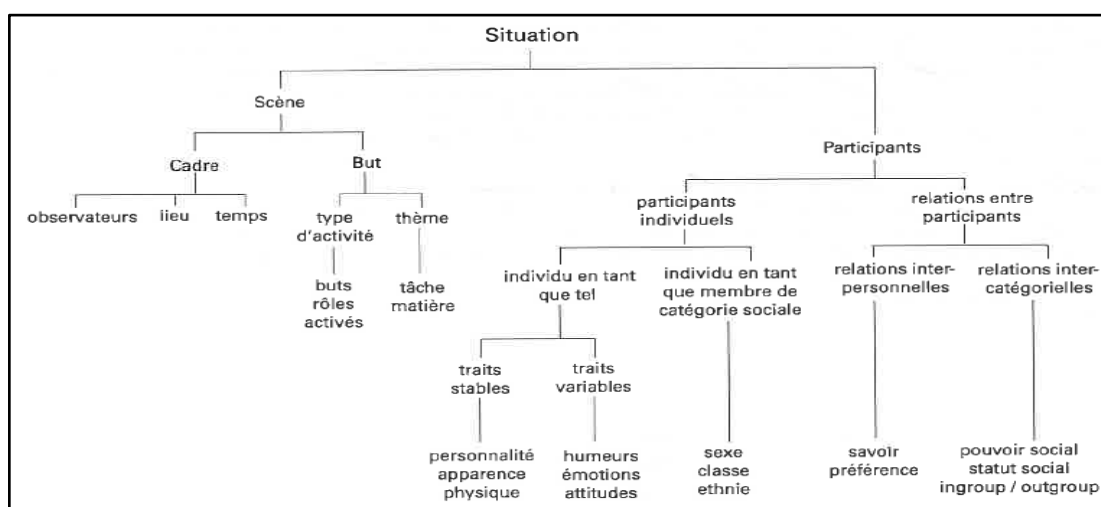 Situation
Scène
Participants
Cadre
But
observateurs lieu temps
type
d'activité
thème
buts
rôles
activés
tâche
matière
participants
individuels
relations entre
participants
individu en tant
que tel
individu en tant
que membre de
catégorie sociale
relations inter-
personnelles
relations inter-
catégorielles
traits
stables
traits
variables
personnalité
apparence
physique
humeurs
émotions
attitudes
sexe
classe
ethnie
savoir
préférence
pouvoir social
statut social
ingroup / outgroup